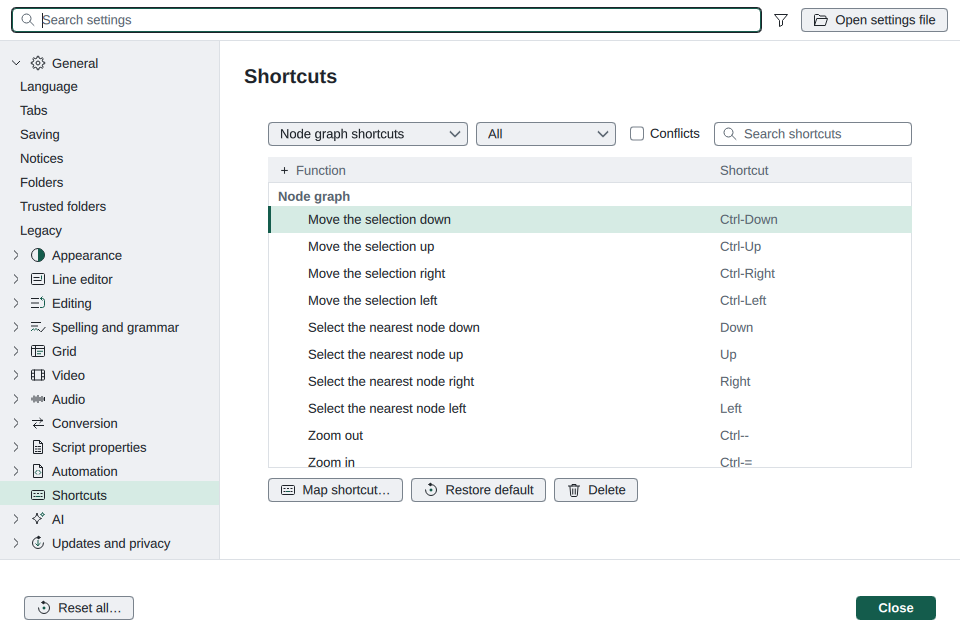 Search settings
Open settings file
General
Language
Tabs
Saving
Notices
Folders
Trusted folders
Legacy
Appearance
Line editor
Editing
Spelling and grammar
Grid
Video
Audio
Conversion
Script properties
Automation
Shortcuts
AI
Updates and privacy
Shortcuts
Node graph shortcuts
All
Conflicts
Search shortcuts
+ Function Shortcut
Node graph
Move the selection down Ctrl-Down
Move the selection up Ctrl-Up
Move the selection right Ctrl-Right
Move the selection left Ctrl-Left
Select the nearest node down Down
Select the nearest node up Up
Select the nearest node right Right
Select the nearest node left Left
Zoom out Ctrl--
Zoom in Ctrl-=
Map shortcut…
Restore default
Delete
Reset all…
Close